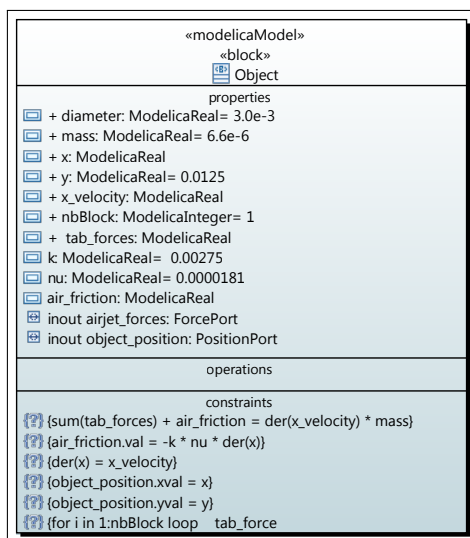 «modelicaModel»
«block»
Object
properties
+ diameter: ModelicaReal= 3.0e-3
+ mass: ModelicaReal= 6.6e-6
+ x: ModelicaReal
+ y: ModelicaReal= 0.0125
+ x_velocity: ModelicaReal
+ nbBlock: ModelicaInteger= 1
+ tab_forces: ModelicaReal
k: ModelicaReal= 0.00275
nu: ModelicaReal= 0.0000181
air_friction: ModelicaReal
inout airjet_forces: ForcePort
inout object_position: PositionPort
operations
constraints
{sum(tab_forces) + air_friction = der(x_velocity) * mass}
{air_friction.val = -k * nu * der(x)}
{der(x) = x_velocity}
{object_position.xval = x}
{object_position.yval = y}
{for i in 1:nbBlock loop tab_force